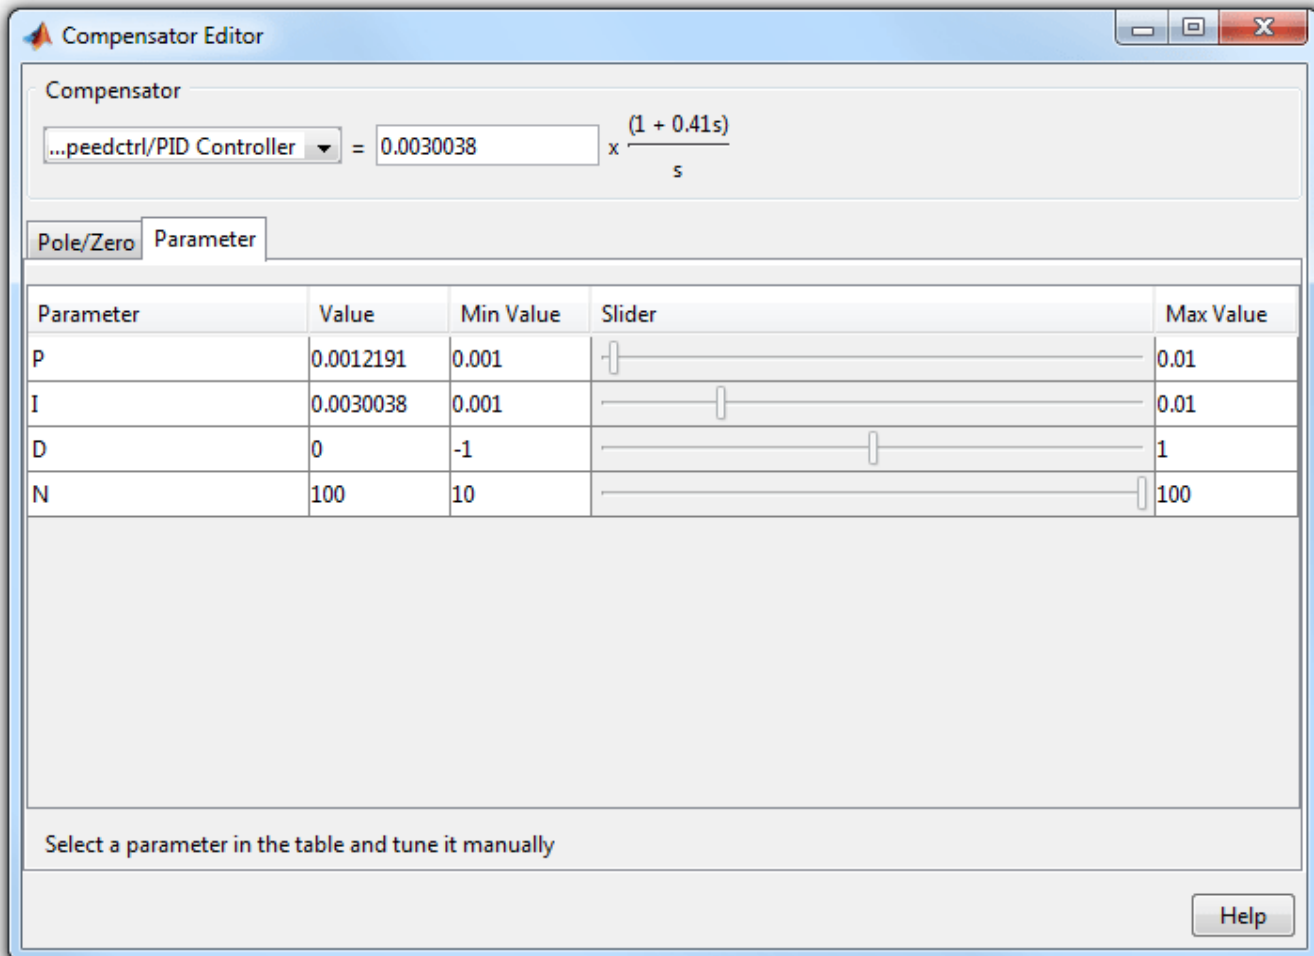 Compensator Editor
Compensator
...peedctrl/PID Controller = 0.0030038 x (1 + 0.41s)
s
Pole/Zero Parameter
Parameter Value Min Value Slider Max Value
P 0.0012191 0.001 0.01
I 0.0030038 0.001 0.01
D 0 -1 1
N 100 10 100
Select a parameter in the table and tune it manually
Help